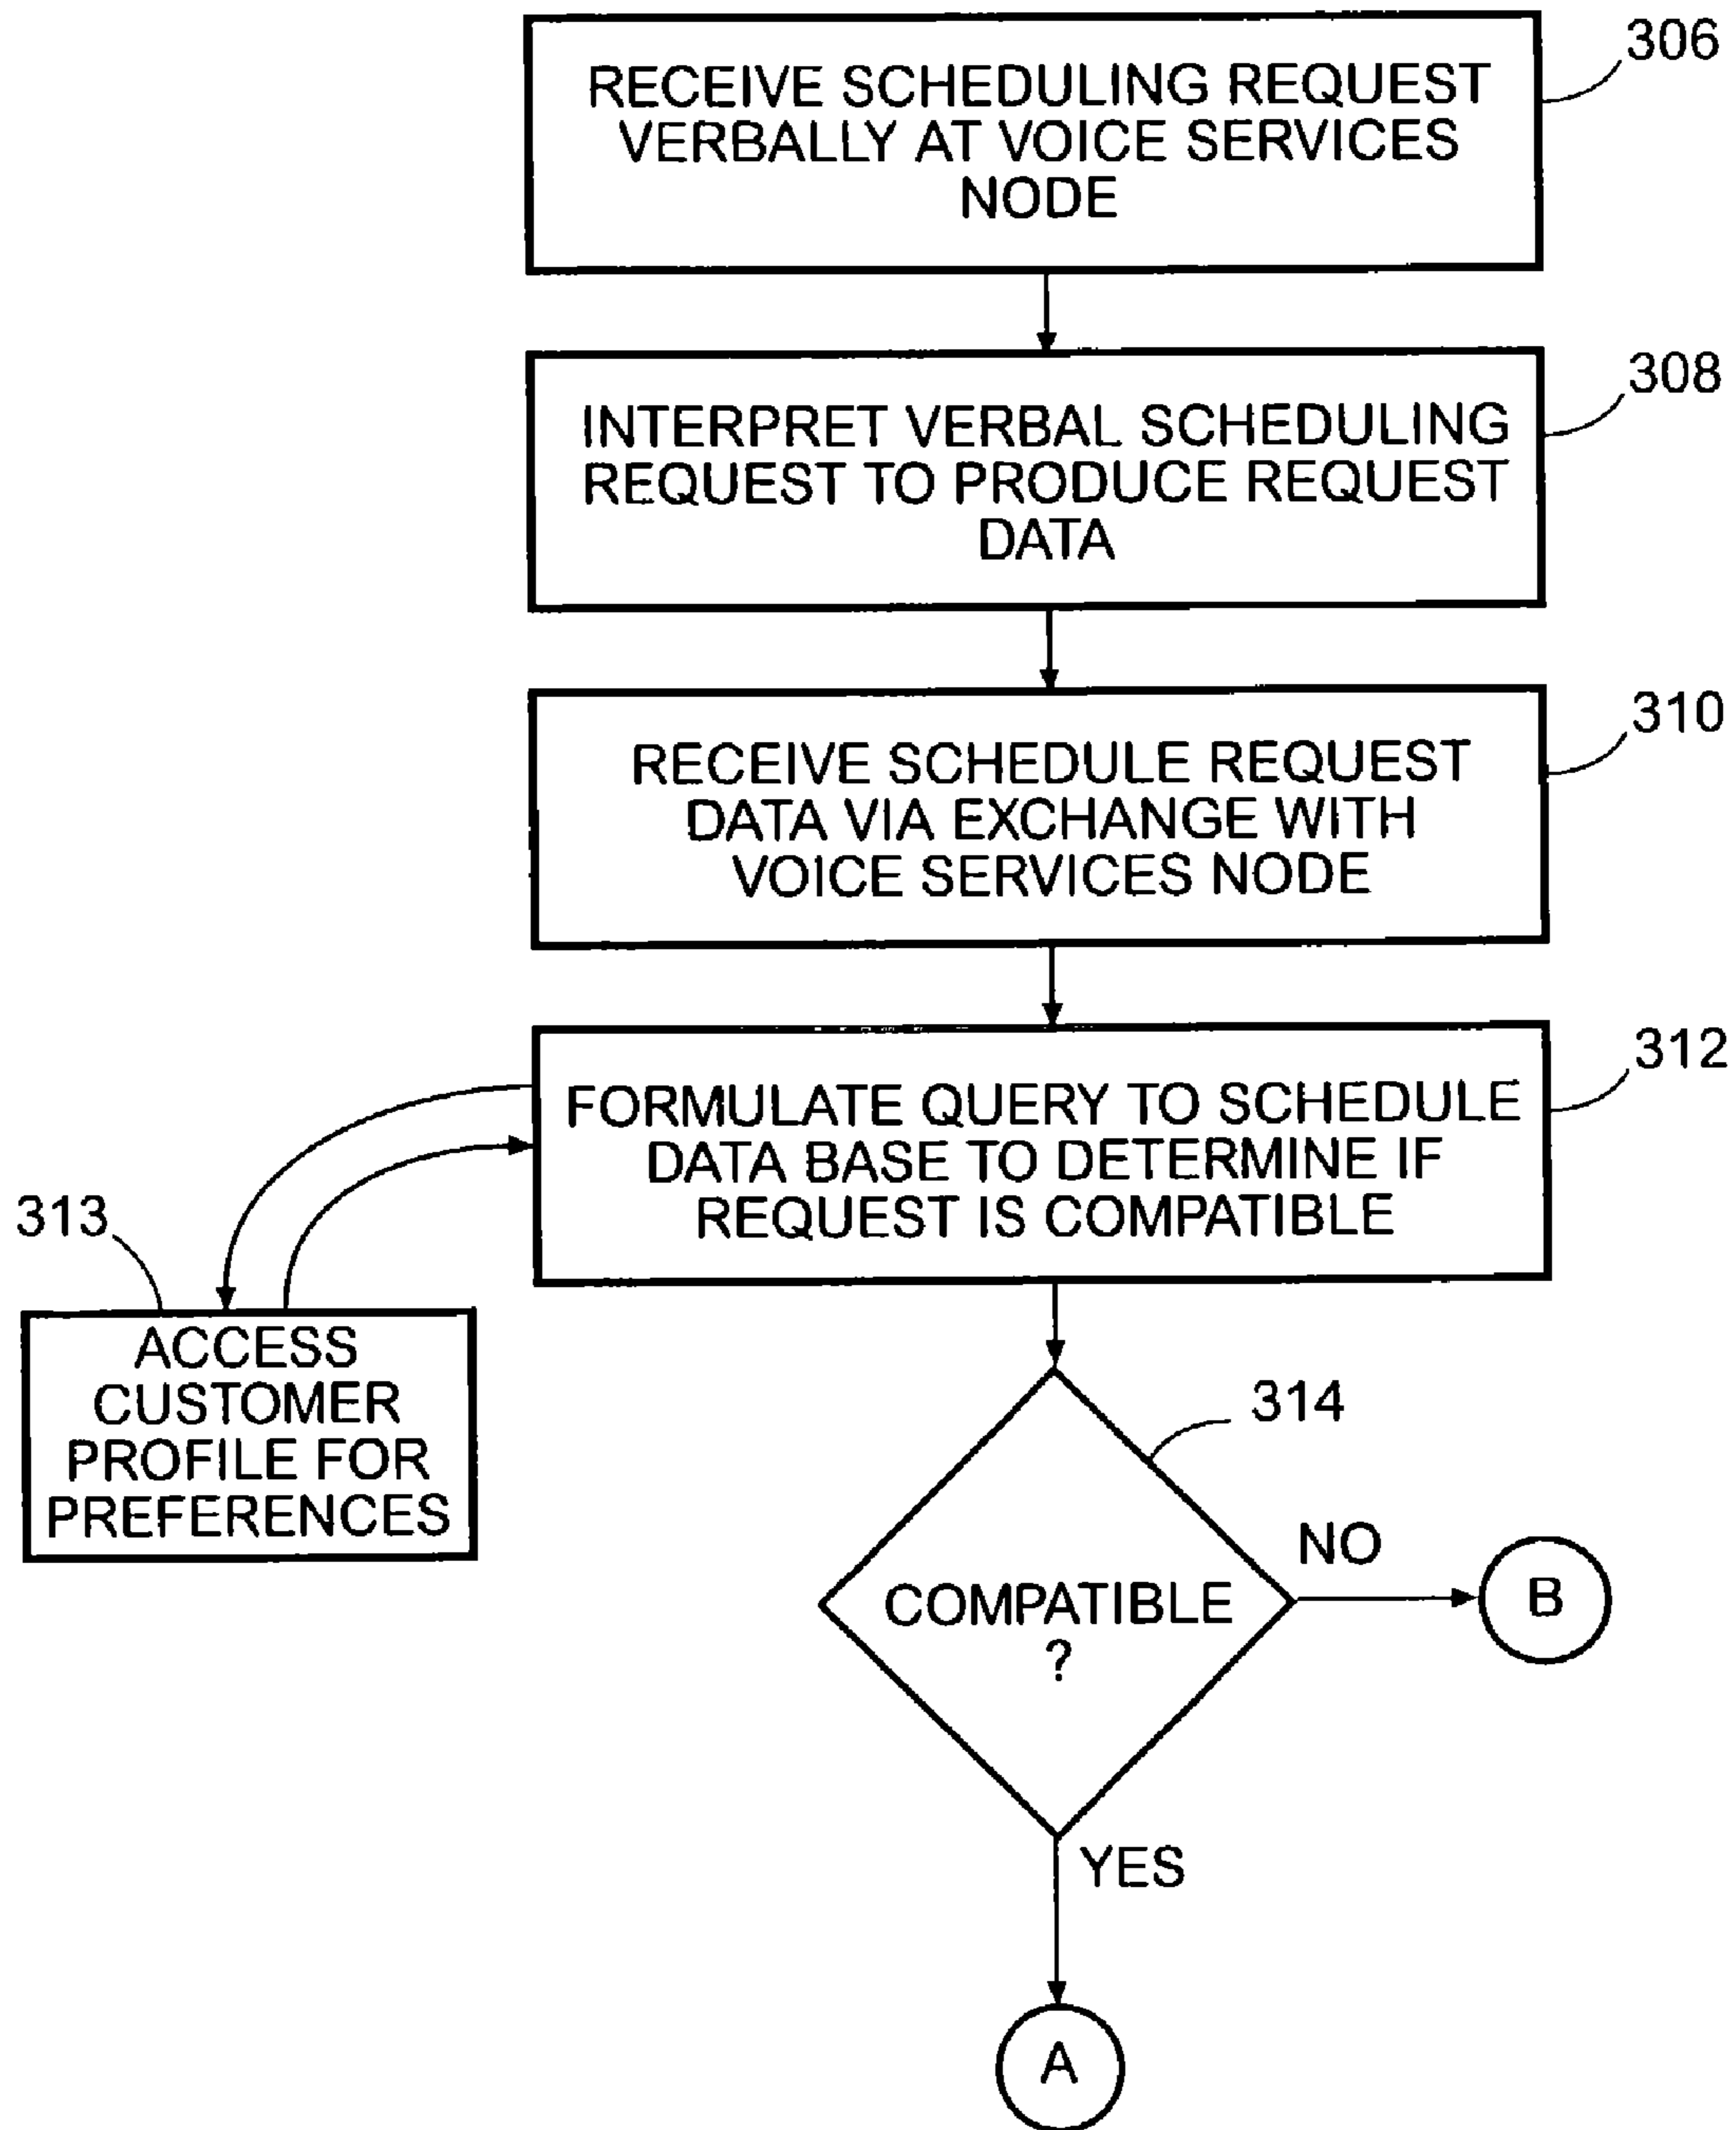 306
RECEIVE SCHEDULING REQUEST
VERBALLY AT VOICE SERVICES
NODE
308
INTERPRET VERBAL SCHEDULING
REQUEST TO PRODUCE REQUEST
DATA
310
RECEIVE SCHEDULE REQUEST
DATA VIA EXCHANGE WITH
VOICE SERVICES NODE
312
FORMULATE QUERY TO SCHEDULE
DATA BASE TO DETERMINE IF
REQUEST IS COMPATIBLE
313
ACCESS
CUSTOMER
PROFILE FOR
PREFERENCES
314
COMPATIBLE
?
NO
B
YES
A